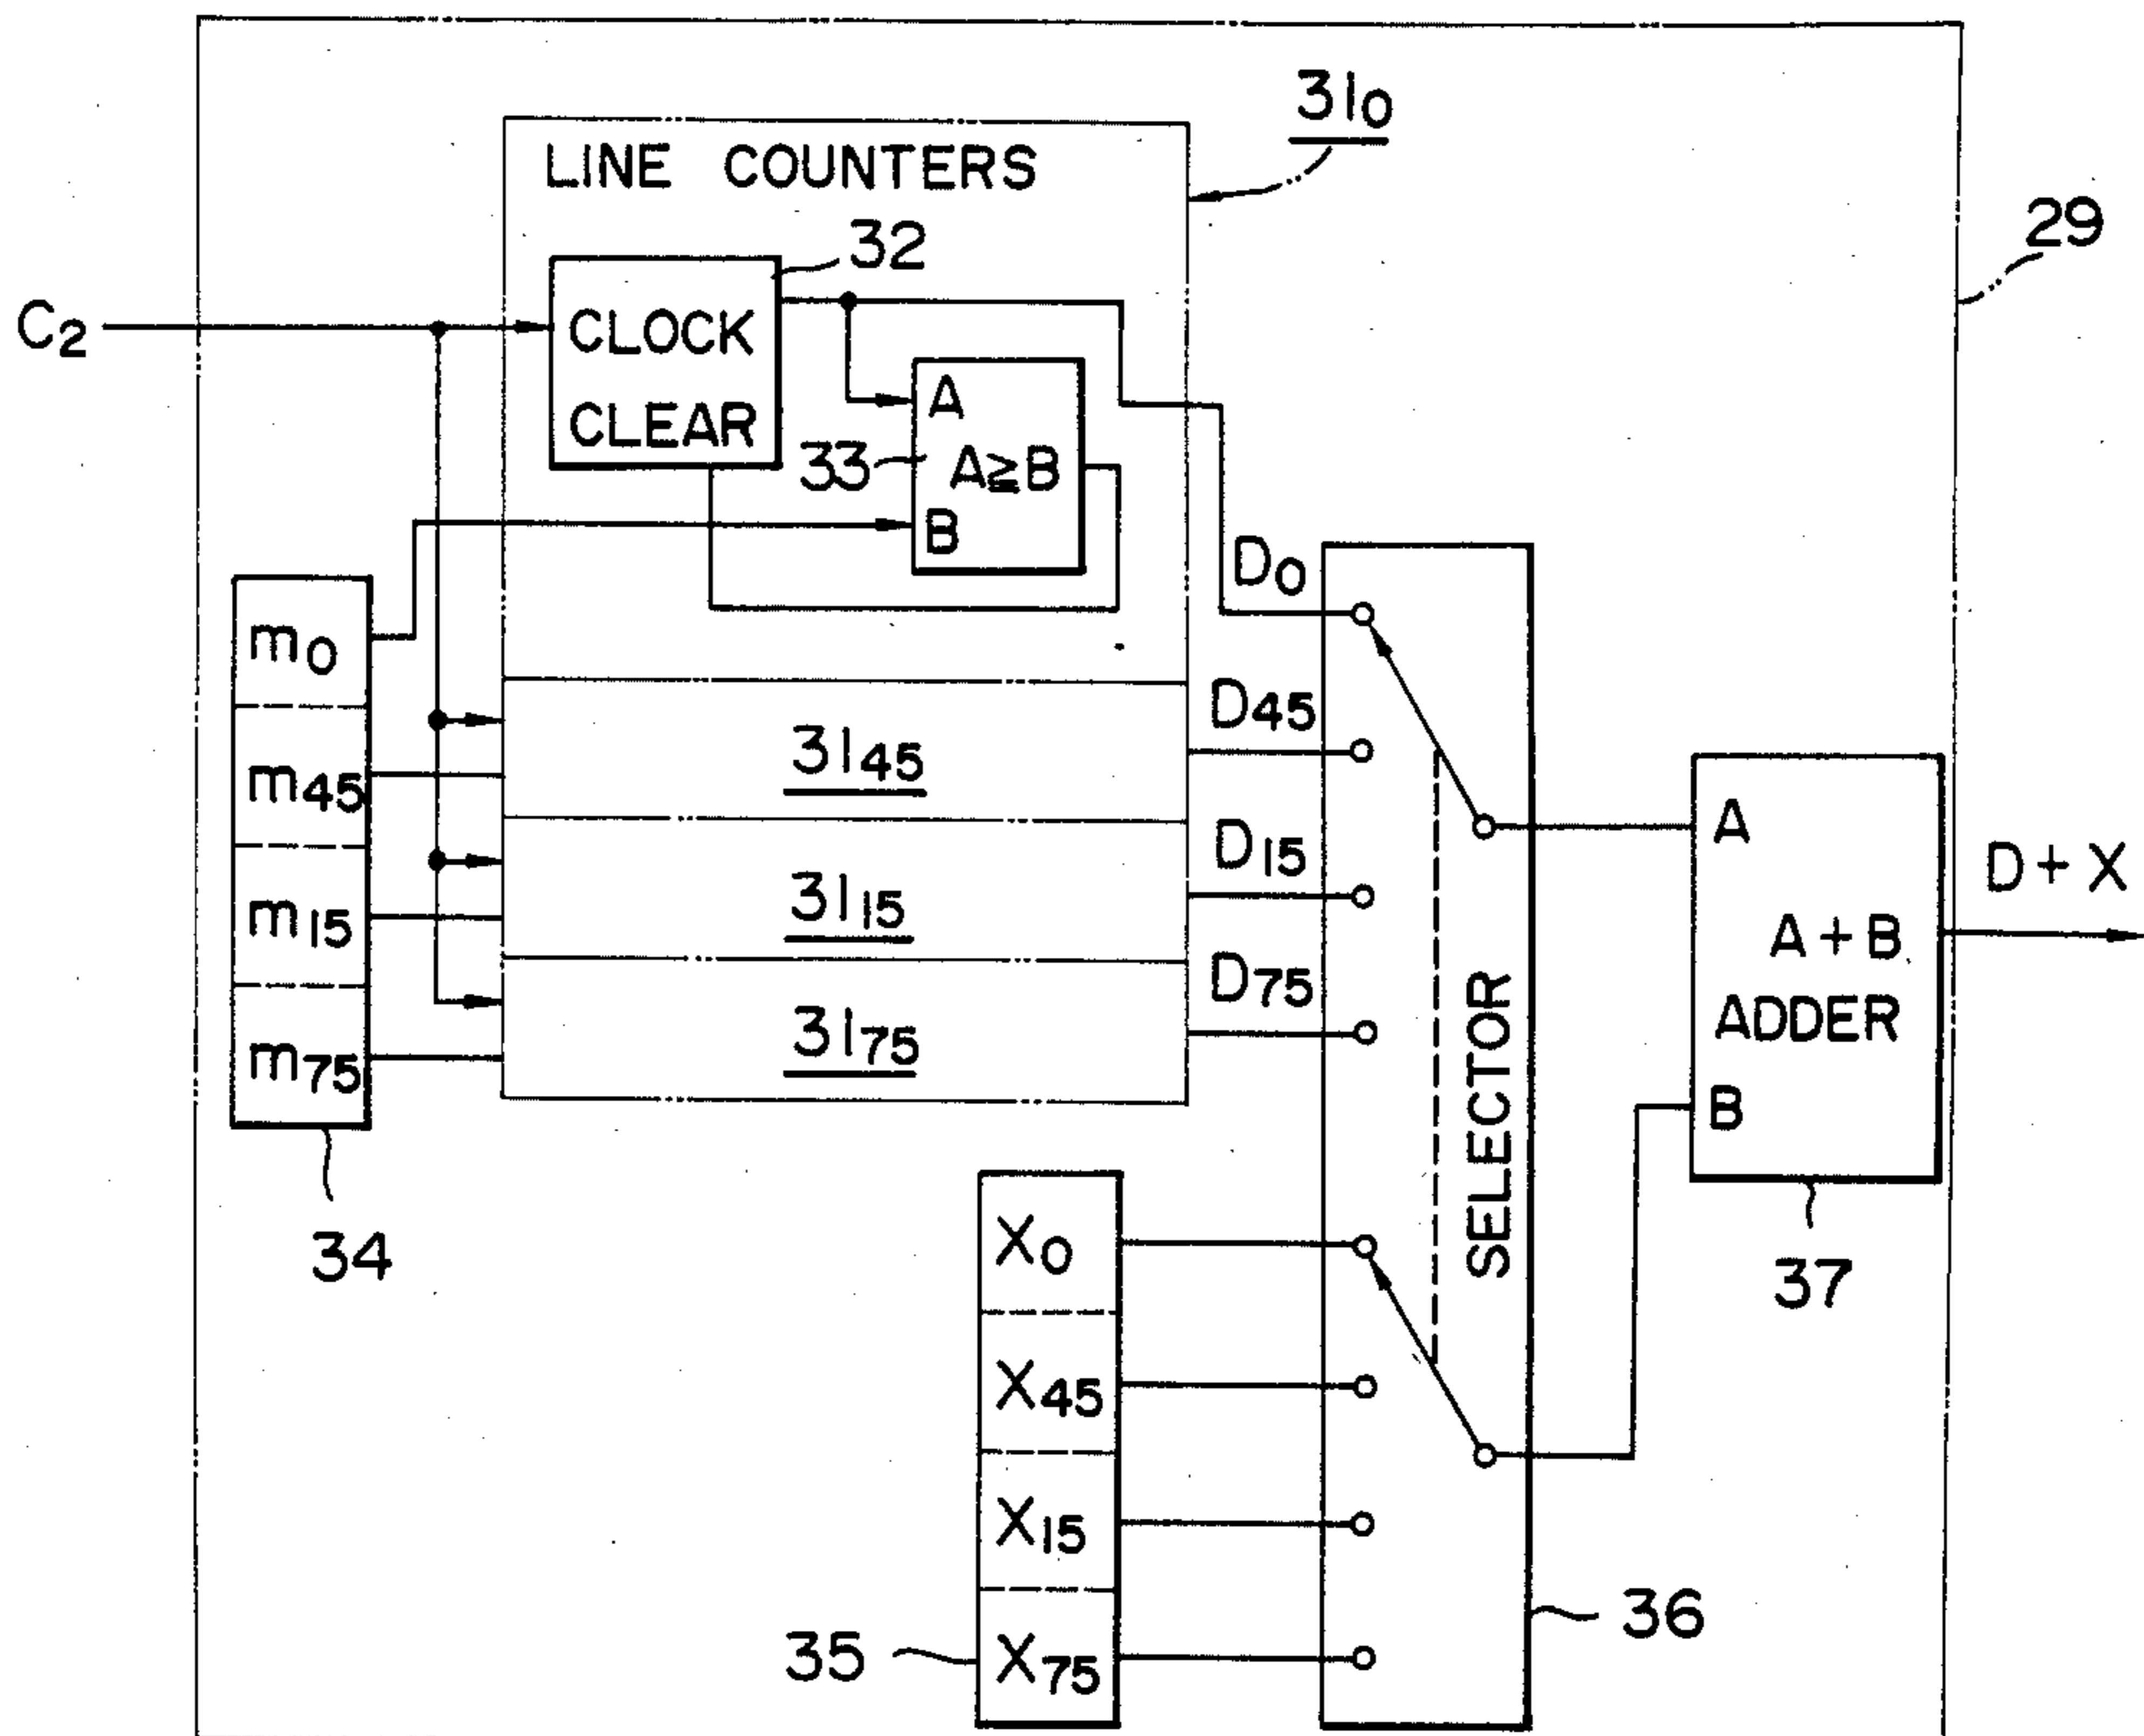 31₀
LINE COUNTERS
29
32
C₂
CLOCK
CLEAR
A
33
A≧B
B
D₀
m₀
D₄₅
m₄₅
31₄₅
D₁₅
m₁₅
31₁₅
D₇₅
m₇₅
31₇₅
SELECTOR
A
A+B
ADDER
B
D+X
34
37
X₀
X₄₅
X₁₅
X₇₅
35
36